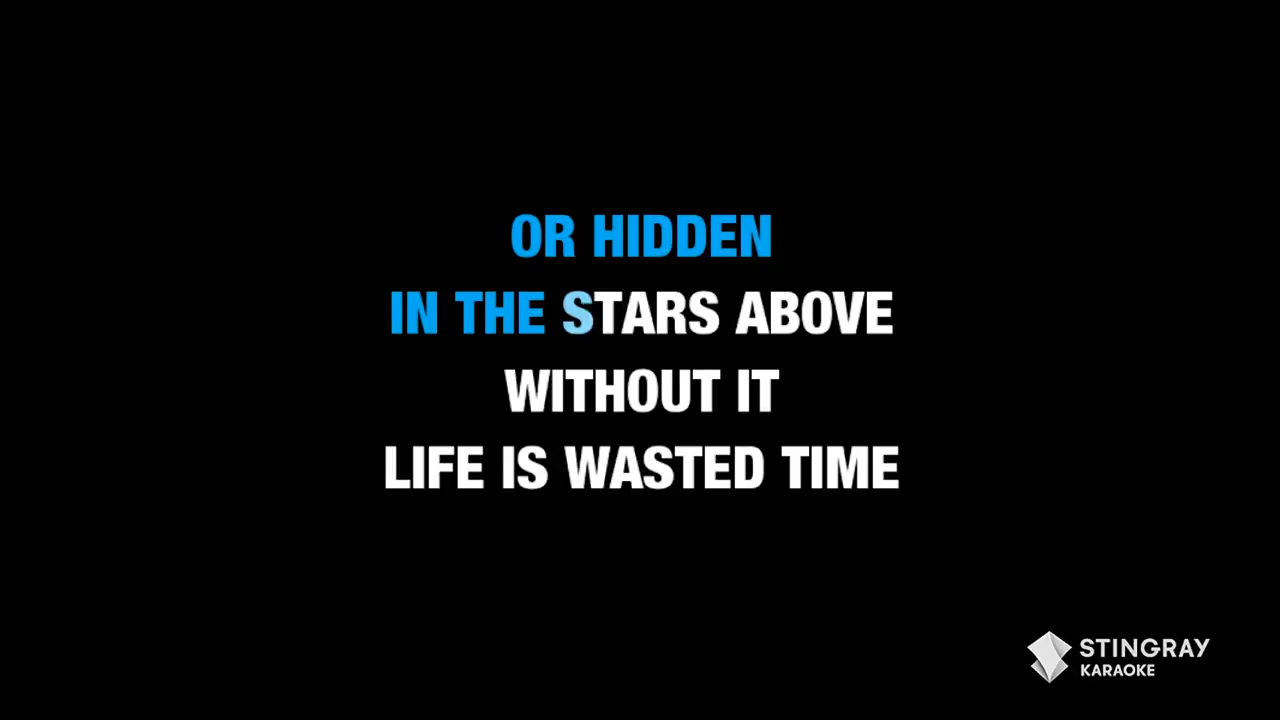 OR HIDDEN
IN THE STARS ABOVE
WITHOUT IT
LIFE IS WASTED TIME
STINGRAY
KARAOKE